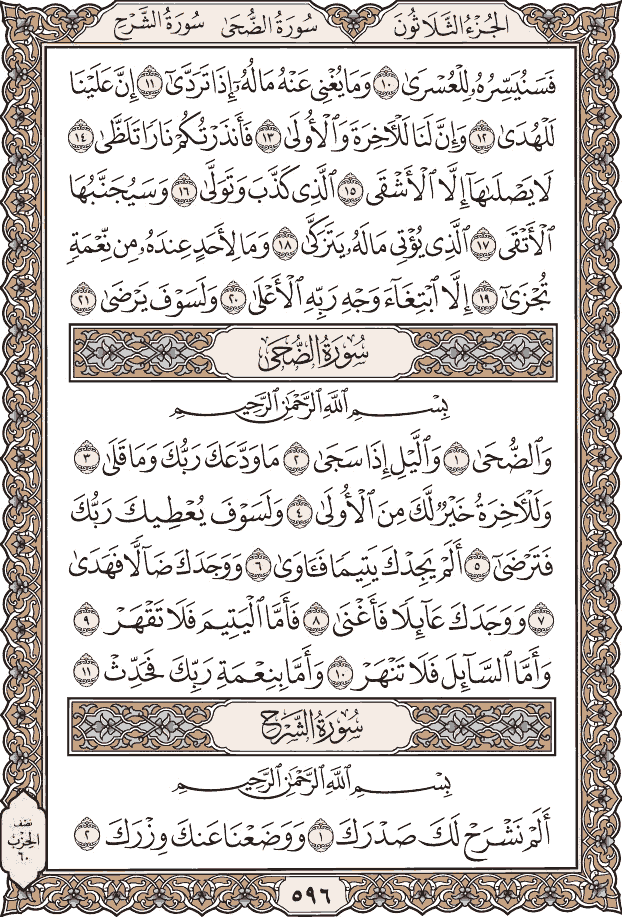 الجُزْءُ الثَّلَاثُونَ سُورَةُ الضُّحَى سُورَةُ الشَّرْحِ
فَسَنُيَسِّرُهُۥ لِلْعُسْرَىٰ ١٠ وَمَا يُغْنِى عَنْهُ مَالُهُۥٓ إِذَا تَرَدَّىٰٓ ١١ إِنَّ عَلَيْنَا
لَلْهُدَىٰ ١٢ وَإِنَّ لَنَا لَلْـَٔاخِرَةَ وَٱلْأُولَىٰ ١٣ فَأَنذَرْتُكُمْ نَارًا تَلَظَّىٰ ١٤
لَا يَصْلَىٰهَآ إِلَّا ٱلْأَشْقَى ١٥ ٱلَّذِى كَذَّبَ وَتَوَلَّىٰ ١٦ وَسَيُجَنَّبُهَا
ٱلْأَتْقَى ١٧ ٱلَّذِى يُؤْتِى مَالَهُۥ يَتَزَكَّىٰ ١٨ وَمَا لِأَحَدٍ عِندَهُۥ مِن نِّعْمَةٍ
تُجْزَىٰٓ ١٩ إِلَّا ٱبْتِغَآءَ وَجْهِ رَبِّهِ ٱلْأَعْلَىٰ ٢٠ وَلَسَوْفَ يَرْضَىٰ ٢١
سُورَةُ الضُّحَى
بِسْمِ ٱللَّهِ ٱلرَّحْمَٰنِ ٱلرَّحِيمِ
وَٱلضُّحَىٰ ١ وَٱلَّيْلِ إِذَا سَجَىٰ ٢ مَا وَدَّعَكَ رَبُّكَ وَمَا قَلَىٰ ٣
وَلَلْـَٔاخِرَةُ خَيْرٌ لَّكَ مِنَ ٱلْأُولَىٰ ٤ وَلَسَوْفَ يُعْطِيكَ رَبُّكَ
فَتَرْضَىٰٓ ٥ أَلَمْ يَجِدْكَ يَتِيمًا فَـَٔاوَىٰ ٦ وَوَجَدَكَ ضَآلًّا فَهَدَىٰ
٧ وَوَجَدَكَ عَآئِلًا فَأَغْنَىٰ ٨ فَأَمَّا ٱلْيَتِيمَ فَلَا تَقْهَرْ ٩
وَأَمَّا ٱلسَّآئِلَ فَلَا تَنْهَرْ ١٠ وَأَمَّا بِنِعْمَةِ رَبِّكَ فَحَدِّثْ ١١
سُورَةُ الشَّرْحِ
بِسْمِ ٱللَّهِ ٱلرَّحْمَٰنِ ٱلرَّحِيمِ
أَلَمْ نَشْرَحْ لَكَ صَدْرَكَ ١ وَوَضَعْنَا عَنكَ وِزْرَكَ ٢
نصف
الحزب
٦٠
٥٩٦